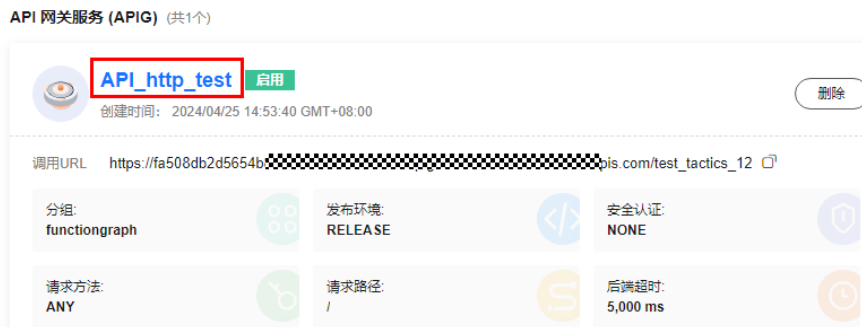 API 网关服务 (APIG) (共1个)
API_http_test 启用
删除
创建时间: 2024/04/25 14:53:40 GMT+08:00
调用URL https://fa508db2d5654b pis.com/test_tactics_12
分组: 发布环境: 安全认证:
functiongraph RELEASE NONE
请求方法: 请求路径: 后端超时:
ANY / 5,000 ms